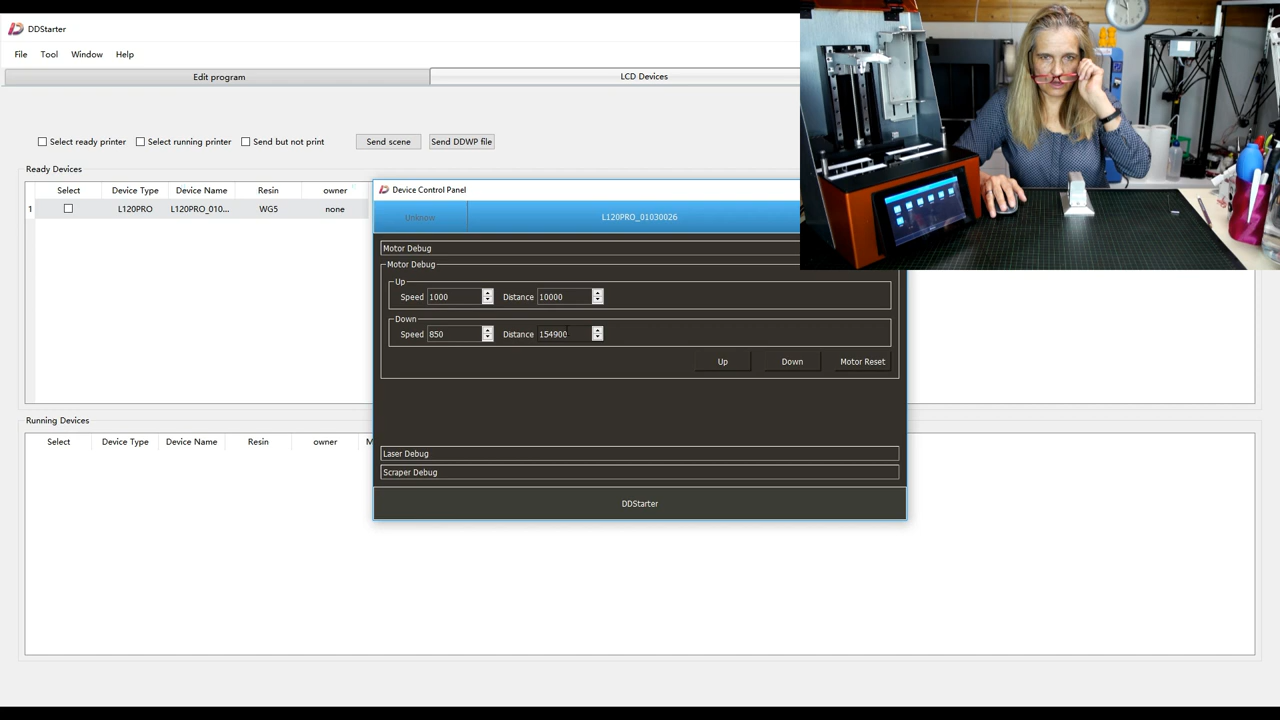 DDStarter
File Tool Window Help
Edit program LCD Devices
Select ready printer Select running printer Send but not print Send scene Send DDWP file
Ready Devices
Select Device Type Device Name Resin owner
1 L120PRO L120PRO_010... WG5 none
Device Control Panel
Unknow L120PRO_01030026
Motor Debug
Motor Debug
Up
Speed 1000 Distance 10000
Down
Speed 850 Distance 154900
Up Down Motor Reset
Running Devices
Select Device Type Device Name Resin owner M
Laser Debug
Scraper Debug
DDStarter